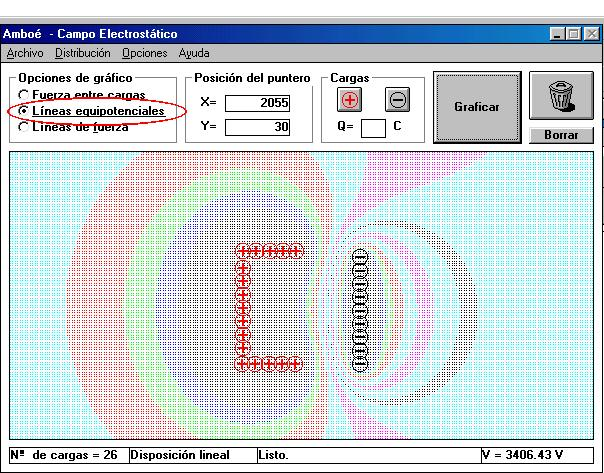 Amboé - Campo Electrostático
Archivo Distribución Opciones Ayuda
Opciones de gráfico
Fuerza entre cargas
Líneas equipotenciales
Líneas de fuerza
Posición del puntero
X= 2055
Y= 30
Cargas
Q= C
Graficar
Borrar
Nº de cargas = 26 Disposición lineal Listo. V = 3406.43 V